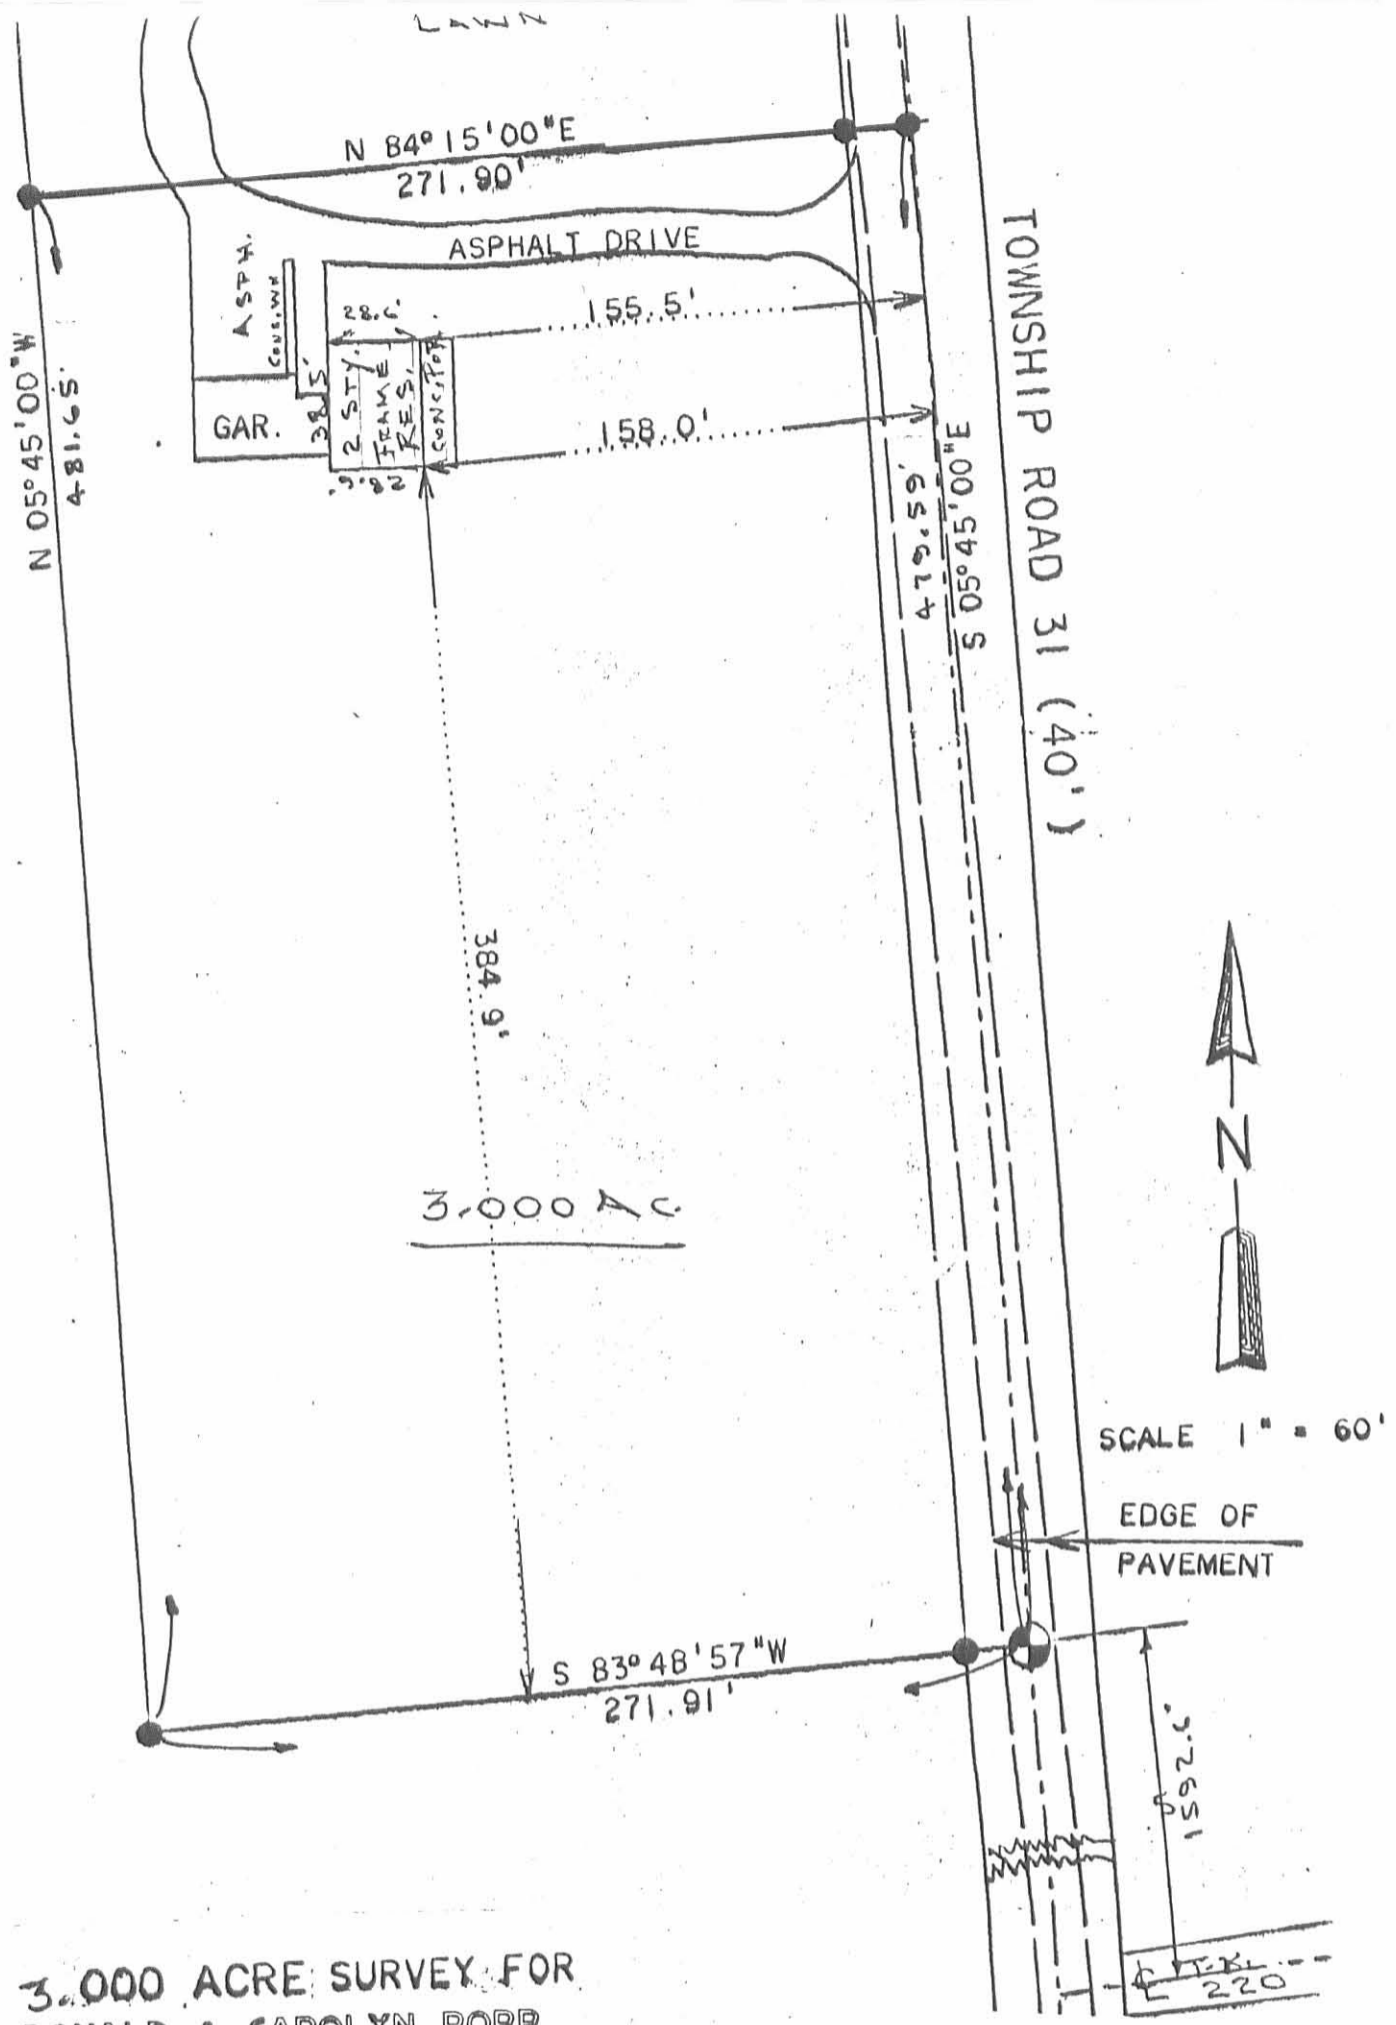 LAWN
N 84° 15'00"E
271.90'
ASPHALT DRIVE
ASPH.
CONC. WK
155.5'
28.6'
2 STY.
FRAME
RES.
CONC. POR.
38.5'
GAR.
158.0'
28.6'
N 05° 45'00"W
481.65'
S 05° 45'00"E
479.59'
TOWNSHIP ROAD 31 (40')
384.9'
3.000 AC.
N
SCALE 1" = 60'
EDGE OF
PAVEMENT
S 83° 48'57"W
271.91'
1592.6'
℄ T.R.
220
3.000 ACRE SURVEY FOR
CAROLYN